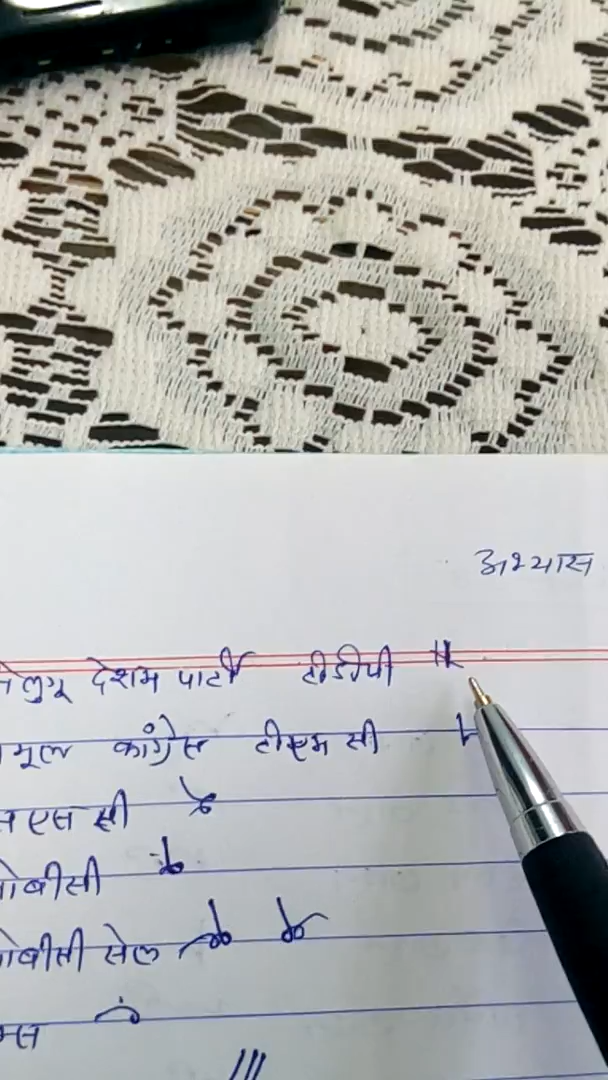 अभ्यास
तेलुगू देशम पार्टी टीडीपी
मूल कांग्रेस टीएम सी
एस सी
ओबीसी
ओबीसी सेल
म्स